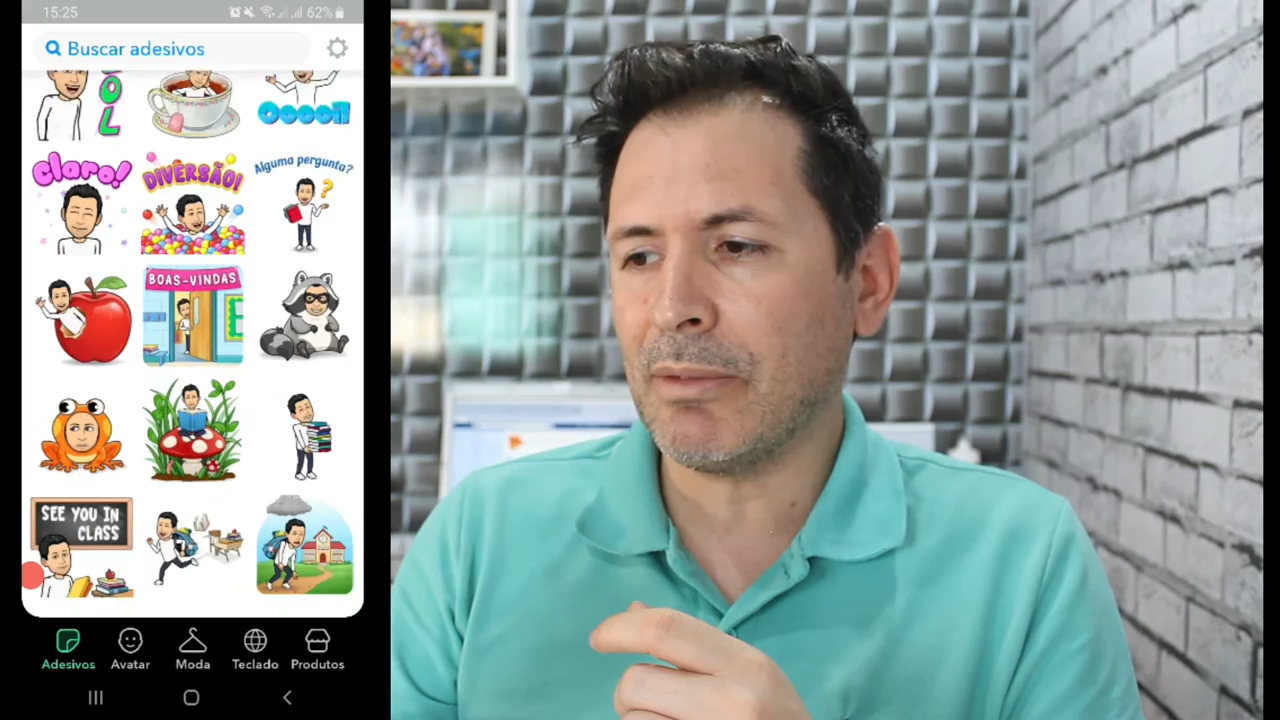 15:25
62%
Buscar adesivos
OL
Ooooi!
Claro!
DIVERSÃO!
Alguma pergunta?
BOAS-VINDAS
SEE YOU IN
CLASS
Adesivos
Avatar
Moda
Teclado
Produtos